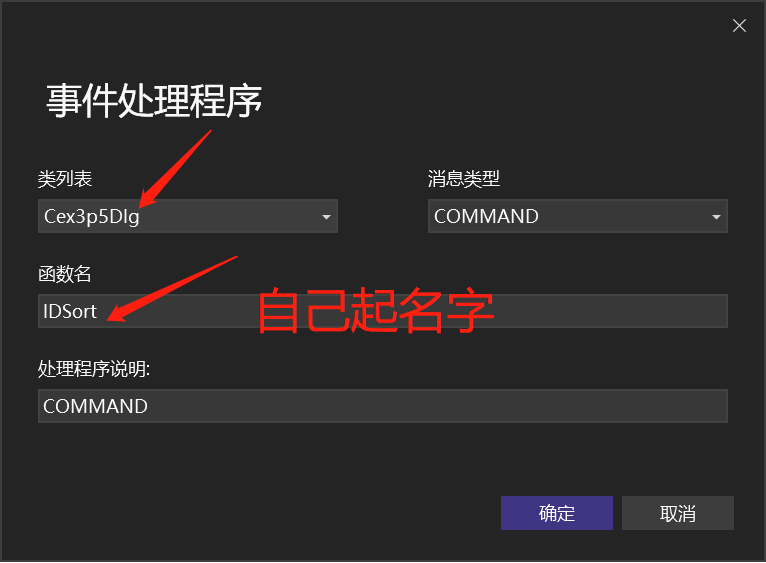 事件处理程序
类列表
消息类型
Cex3p5Dlg
COMMAND
函数名
IDSort
自己起名字
处理程序说明:
COMMAND
确定
取消